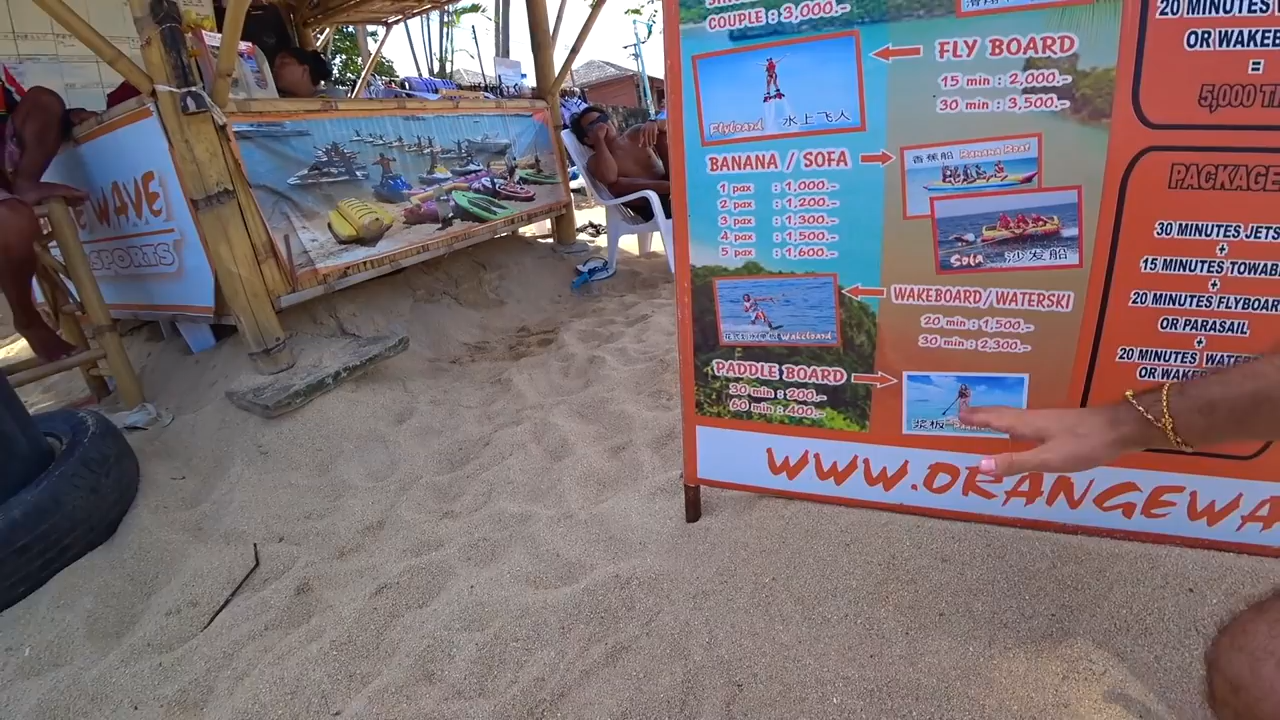 E WAVE
SPORTS
COUPLE : 3,000.-
Flyboard 水上飞人
FLY BOARD
15 min : 2,000.-
30 min : 3,500.-
BANANA / SOFA
1 pax : 1,000.-
2 pax : 1,200.-
3 pax : 1,300.-
4 pax : 1,500.-
5 pax : 1,600.-
香蕉船 Banana Boat
Sofa 沙发船
WAKEBOARD/WATERSKI
20 min : 1,500.-
30 min : 2,300.-
Wakeboard
PADDLE BOARD
30 min : 200.-
60 min : 400.-
浆板
WWW.ORANGEWA
20 MINUTES
OR WAKEB
=
5,000 T
PACKAGE
30 MINUTES JETS
+
15 MINUTES TOWAB
+
20 MINUTES FLYBOAR
OR PARASAIL
+
20 MINUTES WATERS
OR WAKEB